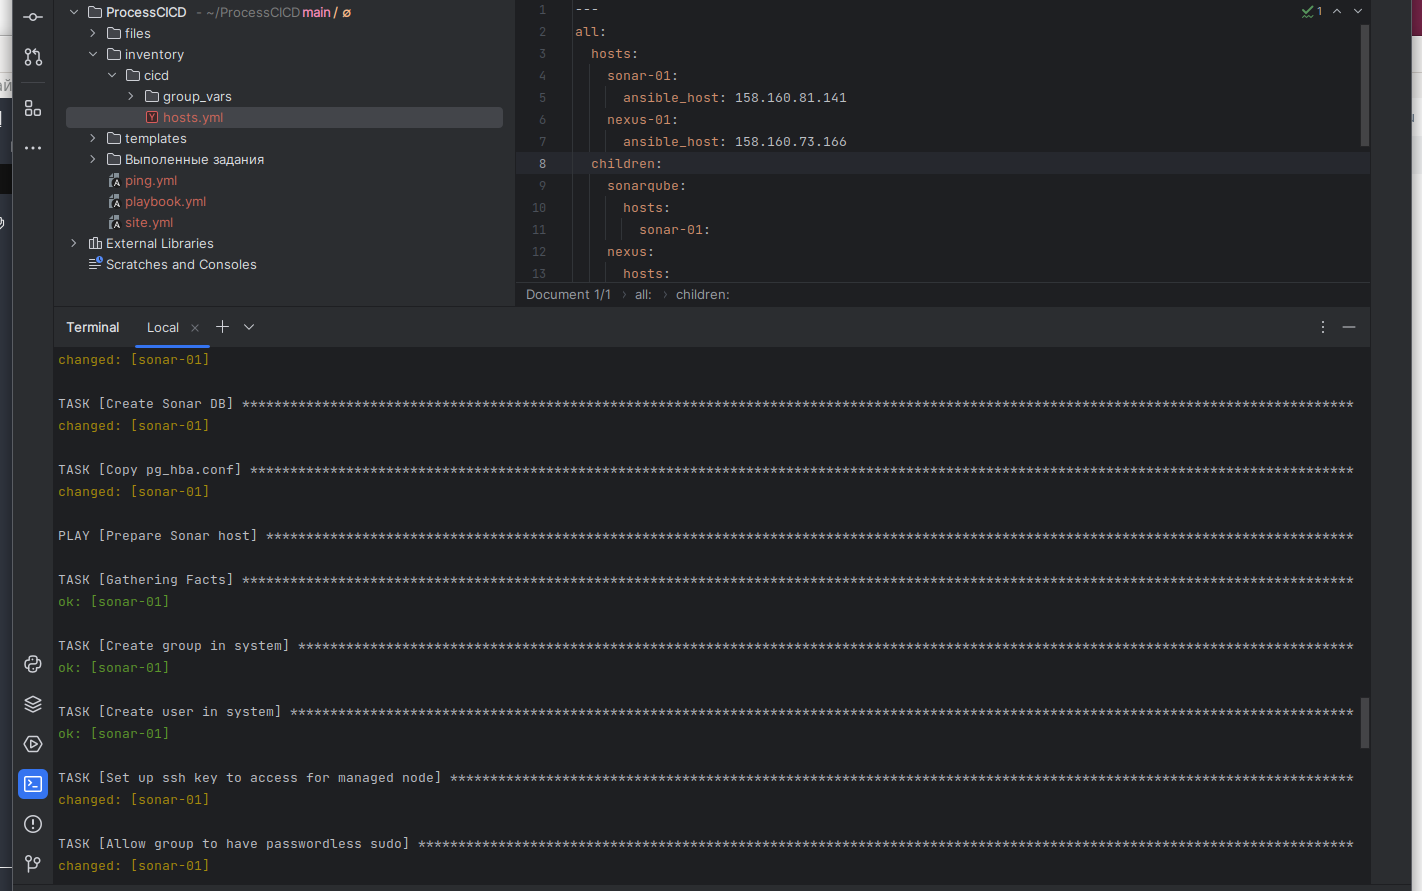 ProcessCICD - ~/ProcessCICD main / ⌀
files
inventory
cicd
group_vars
hosts.yml
templates
Выполенные задания
ping.yml
playbook.yml
site.yml
External Libraries
Scratches and Consoles
1 ---
2 all:
3 hosts:
4 sonar-01:
5 ansible_host: 158.160.81.141
6 nexus-01:
7 ansible_host: 158.160.73.166
8 children:
9 sonarqube:
10 hosts:
11 sonar-01:
12 nexus:
13 hosts:
1
Document 1/1 › all: › children:
Terminal Local × + 
changed: [sonar-01]
TASK [Create Sonar DB] *******************************************************************************************************************************************
changed: [sonar-01]
TASK [Copy pg_hba.conf] ******************************************************************************************************************************************
changed: [sonar-01]
PLAY [Prepare Sonar host] ****************************************************************************************************************************************
TASK [Gathering Facts] *******************************************************************************************************************************************
ok: [sonar-01]
TASK [Create group in system] ************************************************************************************************************************************
ok: [sonar-01]
TASK [Create user in system] *************************************************************************************************************************************
ok: [sonar-01]
TASK [Set up ssh key to access for managed node] *****************************************************************************************************************
changed: [sonar-01]
TASK [Allow group to have passwordless sudo] *********************************************************************************************************************
changed: [sonar-01]